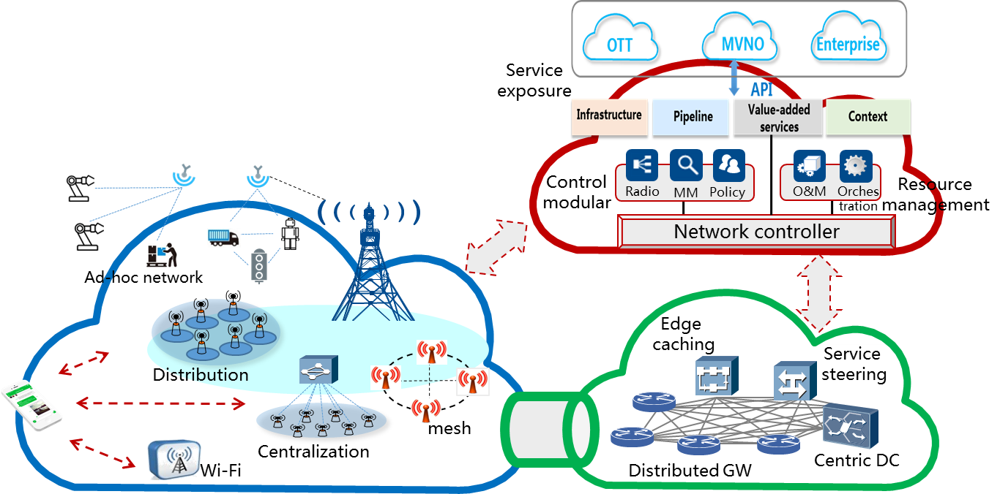 OTT
MVNO
Enterprise
Service
exposure
API
Infrastructure
Pipeline
Value-added
services
Context
Control
modular
Radio
MM
Policy
O&M
Orches
tration
Resource
management
Network controller
Ad-hoc network
Distribution
Centralization
mesh
Wi-Fi
Edge
caching
Service
steering
Distributed GW
Centric DC